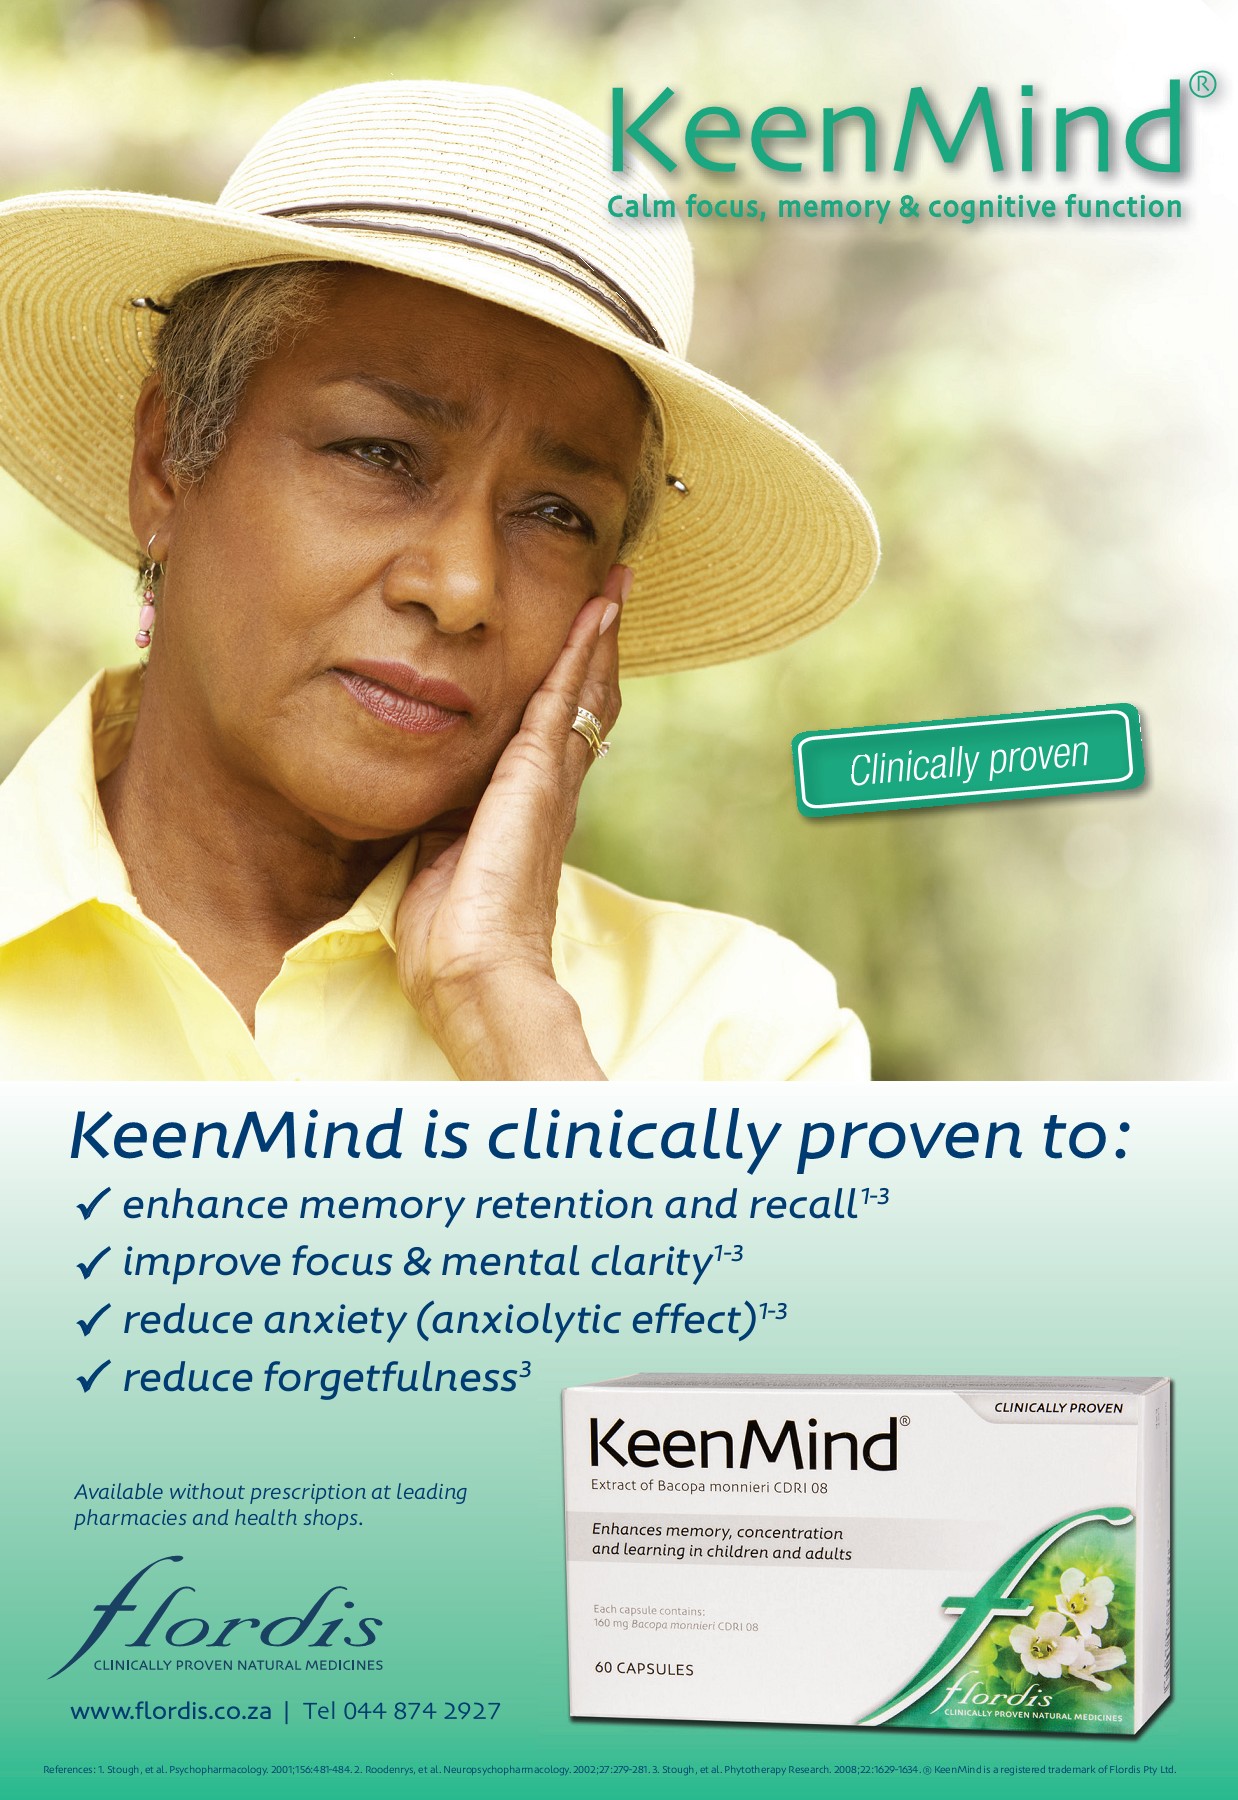 KeenMind®
Calm focus, memory & cognitive function
Clinically proven
KeenMind is clinically proven to:
✓ enhance memory retention and recall1-3
✓ improve focus & mental clarity1-3
✓ reduce anxiety (anxiolytic effect)1-3
✓ reduce forgetfulness3
CLINICALLY PROVEN
KeenMind®
Extract of Bacopa monnieri CDRI 08
Enhances memory, concentration
and learning in children and adults
Each capsule contains:
160 mg Bacopa monnieri CDRI 08
60 CAPSULES
flordis
CLINICALLY PROVEN NATURAL MEDICINES
Available without prescription at leading
pharmacies and health shops.
flordis
CLINICALLY PROVEN NATURAL MEDICINES
www.flordis.co.za | Tel 044 874 2927
References: 1. Stough, et al. Psychopharmacology. 2001;156:481-484. 2. Roodenrys, et al. Neuropsychopharmacology. 2002;27:279-281. 3. Stough, et al. Phytotherapy Research. 2008;22:1629-1634. ® KeenMind is a registered trademark of Flordis Pty Ltd.